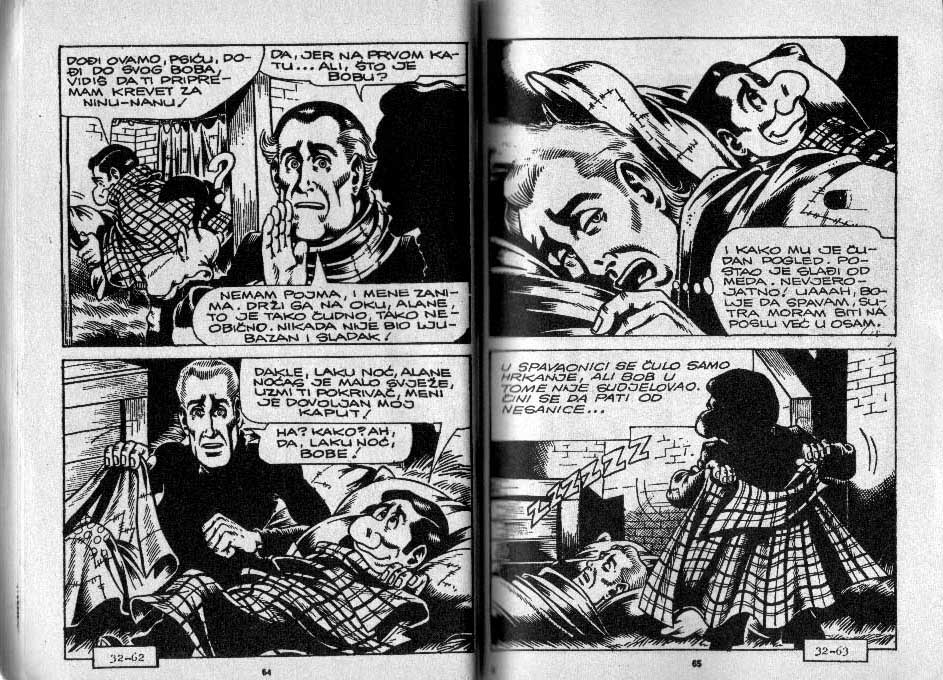 DOĐI OVAMO, PSIĆU, DO-
ĐI DO SVOG BOBA,
VIDIŠ DA TI PRIPRE-
MAM KREVET ZA
NINU-NANU!
DA, JER NA PRVOM KA-
TU... ALI, ŠTO JE
BOBU?
NEMAM POJMA, I MENE ZANI-
MA. DRŽI GA NA OKU, ALANE,
TO JE TAKO ČUDNO, TAKO NE-
OBIČNO. NIKADA NIJE BIO LJU-
BAZAN I SLADAK!
DAKLE, LAKU NOĆ, ALANE
NOĆAS JE MALO SVJEŽE,
UZMI TI POKRIVAČ, MENI
JE DOVOLJAN MOJ
KAPUT!
HA? KAKO? AH,
DA, LAKU NOĆ,
BOBE!
32-62
64
I KAKO MU JE ČU-
DAN POGLED. PO-
STAO JE SLAĐI OD
MEDA. NEVJERO-
JATNO! UAAAH, BO-
LJE DA SPAVAM, SU-
TRA MORAM BITI NA
POSLU VEĆ U OSAM.
U SPAVAONICI SE ČULO SAMO
HRKANJE, ALI BOB U
TOME NIJE SUDJELOVAO.
ČINI SE DA PATI OD
NESANICE...
ZZZZZZZ
65
32-63